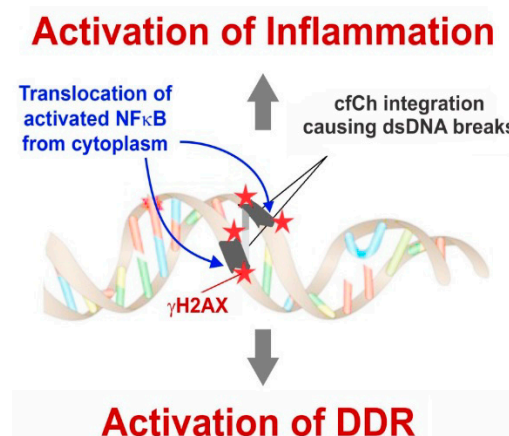 Activation of Inflammation
Translocation of
activated NFκB
from cytoplasm
cfCh integration
causing dsDNA breaks
γH2AX
Activation of DDR